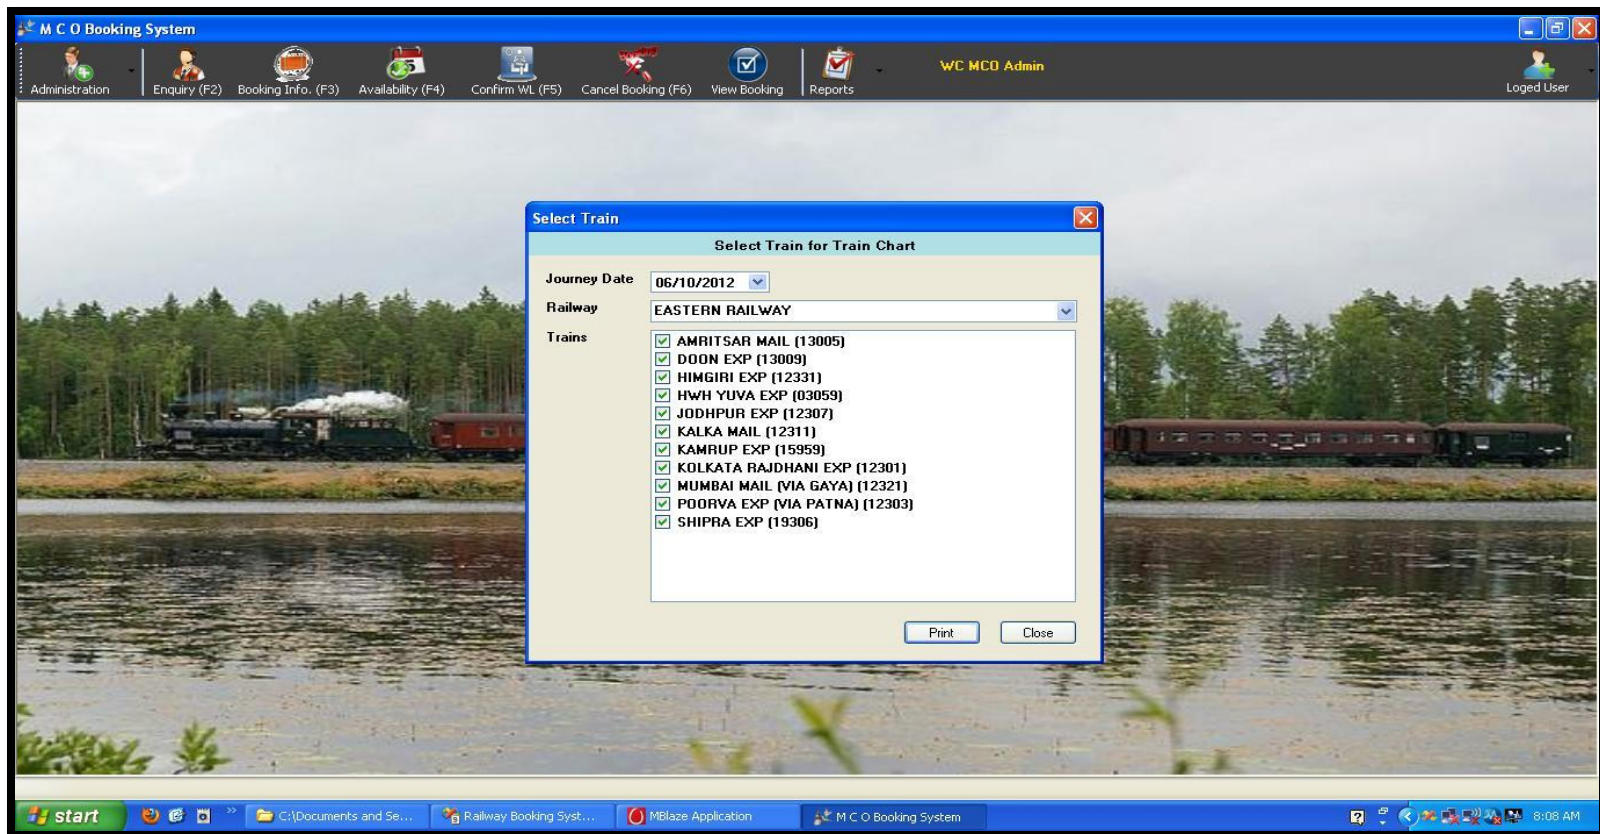 M C O Booking System
Administration
Enquiry (F2)
Booking Info. (F3)
Availability (F4)
Confirm WL (F5)
Cancel Booking (F6)
View Booking
Reports
WC MCO Admin
Loged User
Select Train
Select Train for Train Chart
Journey Date 06/10/2012
Railway EASTERN RAILWAY
Trains
AMRITSAR MAIL (13005)
DOON EXP (13009)
HIMGIRI EXP (12331)
HWH YUVA EXP (03059)
JODHPUR EXP (12307)
KALKA MAIL (12311)
KAMRUP EXP (15959)
KOLKATA RAJDHANI EXP (12301)
MUMBAI MAIL (VIA GAYA) (12321)
POORVA EXP (VIA PATNA) (12303)
SHIPRA EXP (19306)
Print Close
start
C:\Documents and Se...
Railway Booking Syst...
MBlaze Application
M C O Booking System
8:08 AM